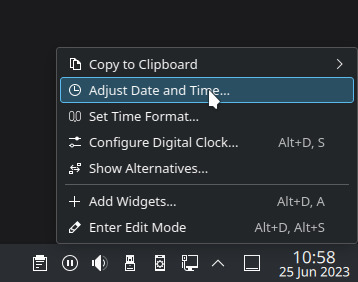 Copy to Clipboard
Adjust Date and Time...
Set Time Format...
Configure Digital Clock... Alt+D, S
Show Alternatives...
Add Widgets... Alt+D, A
Enter Edit Mode Alt+D, Alt+S
10:58
25 Jun 2023